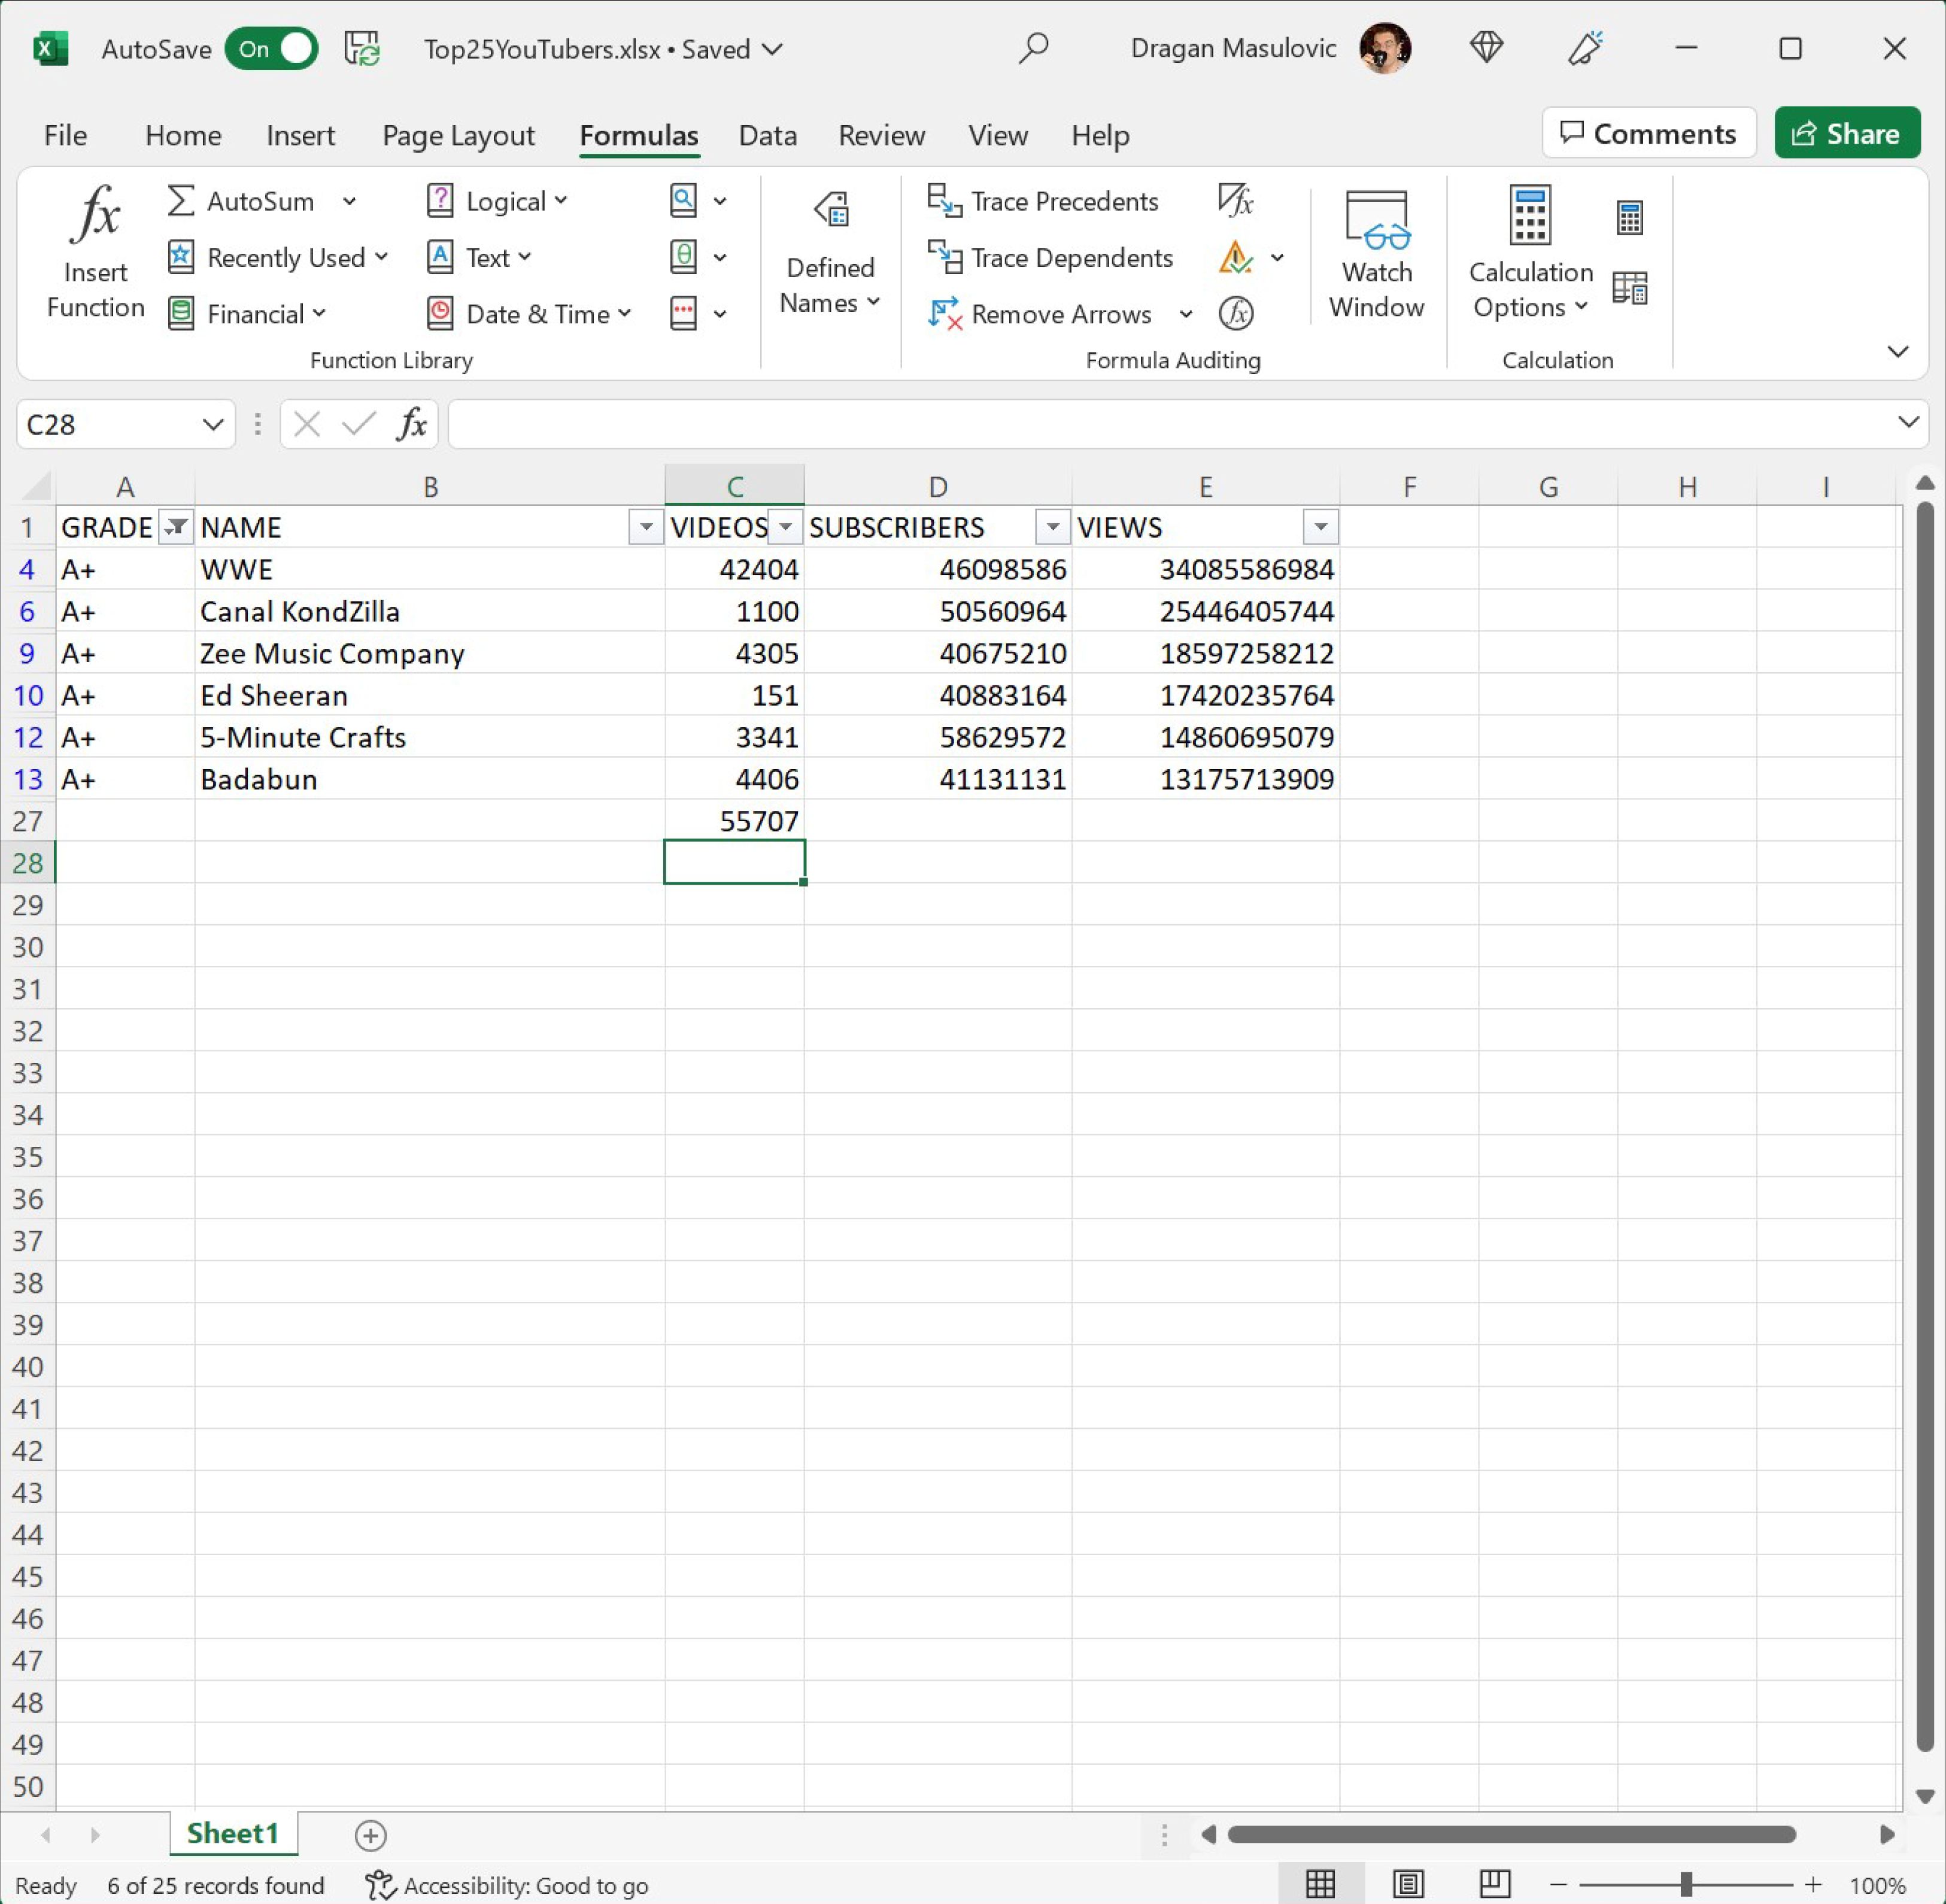 AutoSave On Top25YouTubers.xlsx • Saved Dragan Masulovic
File Home Insert Page Layout Formulas Data Review View Help Comments Share
Insert Function
AutoSum
Recently Used
Financial
Logical
Text
Date & Time
Function Library
Defined Names
Trace Precedents
Trace Dependents
Remove Arrows
Formula Auditing
Watch Window
Calculation Options
Calculation
C28 fx
A B C D E F G H I
1 GRADE NAME VIDEOS SUBSCRIBERS VIEWS
4 A+ WWE 42404 46098586 34085586984
6 A+ Canal KondZilla 1100 50560964 25446405744
9 A+ Zee Music Company 4305 40675210 18597258212
10 A+ Ed Sheeran 151 40883164 17420235764
12 A+ 5-Minute Crafts 3341 58629572 14860695079
13 A+ Badabun 4406 41131131 13175713909
27 55707
28
29
30
31
32
33
34
35
36
37
38
39
40
41
42
43
44
45
46
47
48
49
50
Sheet1
Ready 6 of 25 records found Accessibility: Good to go 100%